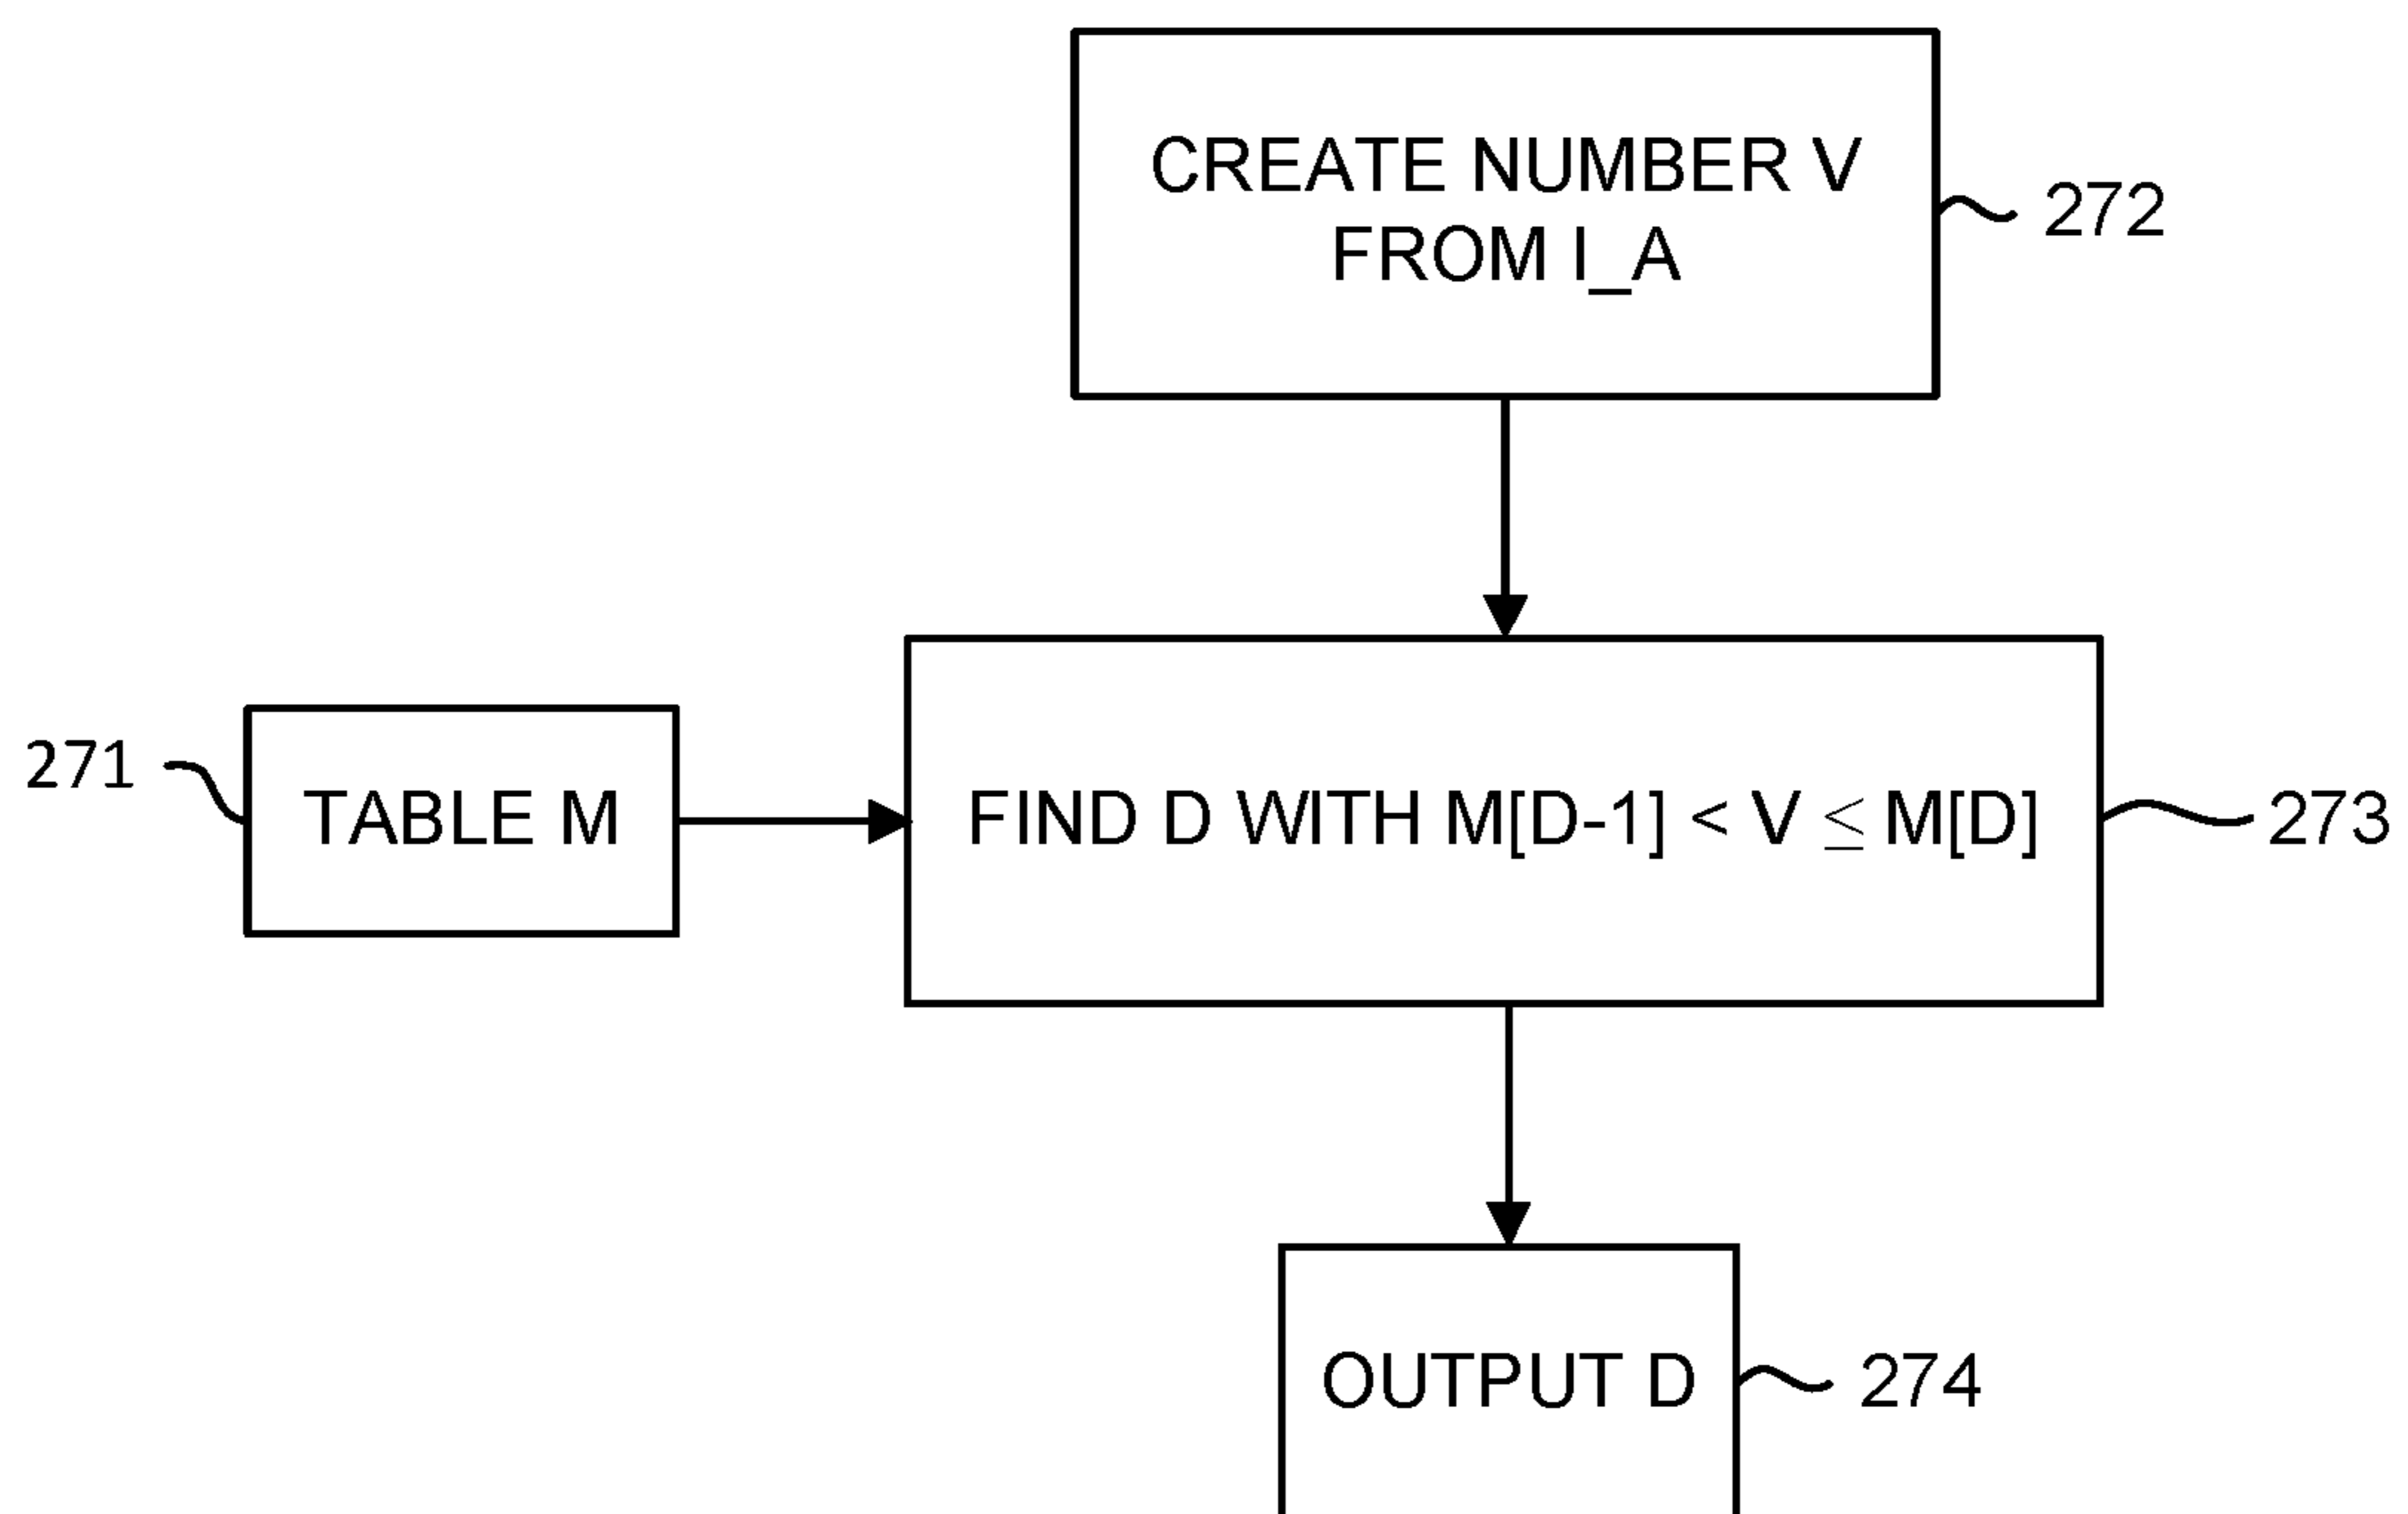 CREATE NUMBER V
FROM I_A
272
271
TABLE M
FIND D WITH M[D-1] < V ≤ M[D]
273
OUTPUT D
274